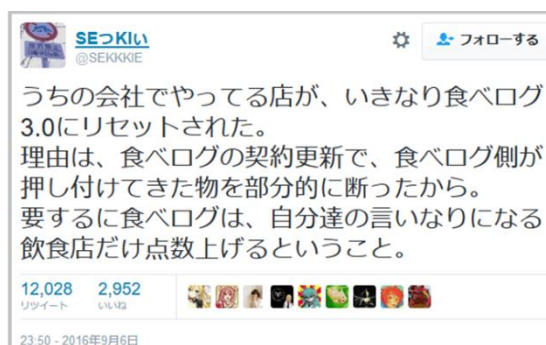 SEつKIい
@SEKKKIE
フォローする
うちの会社でやってる店が、いきなり食べログ
3.0にリセットされた。
理由は、食べログの契約更新で、食べログ側が
押し付けてきた物を部分的に断ったから。
要するに食べログは、自分達の言いなりになる
飲食店だけ点数上げるということ。
12,028 2,952
リツイート いいね
23:50 - 2016年9月6日